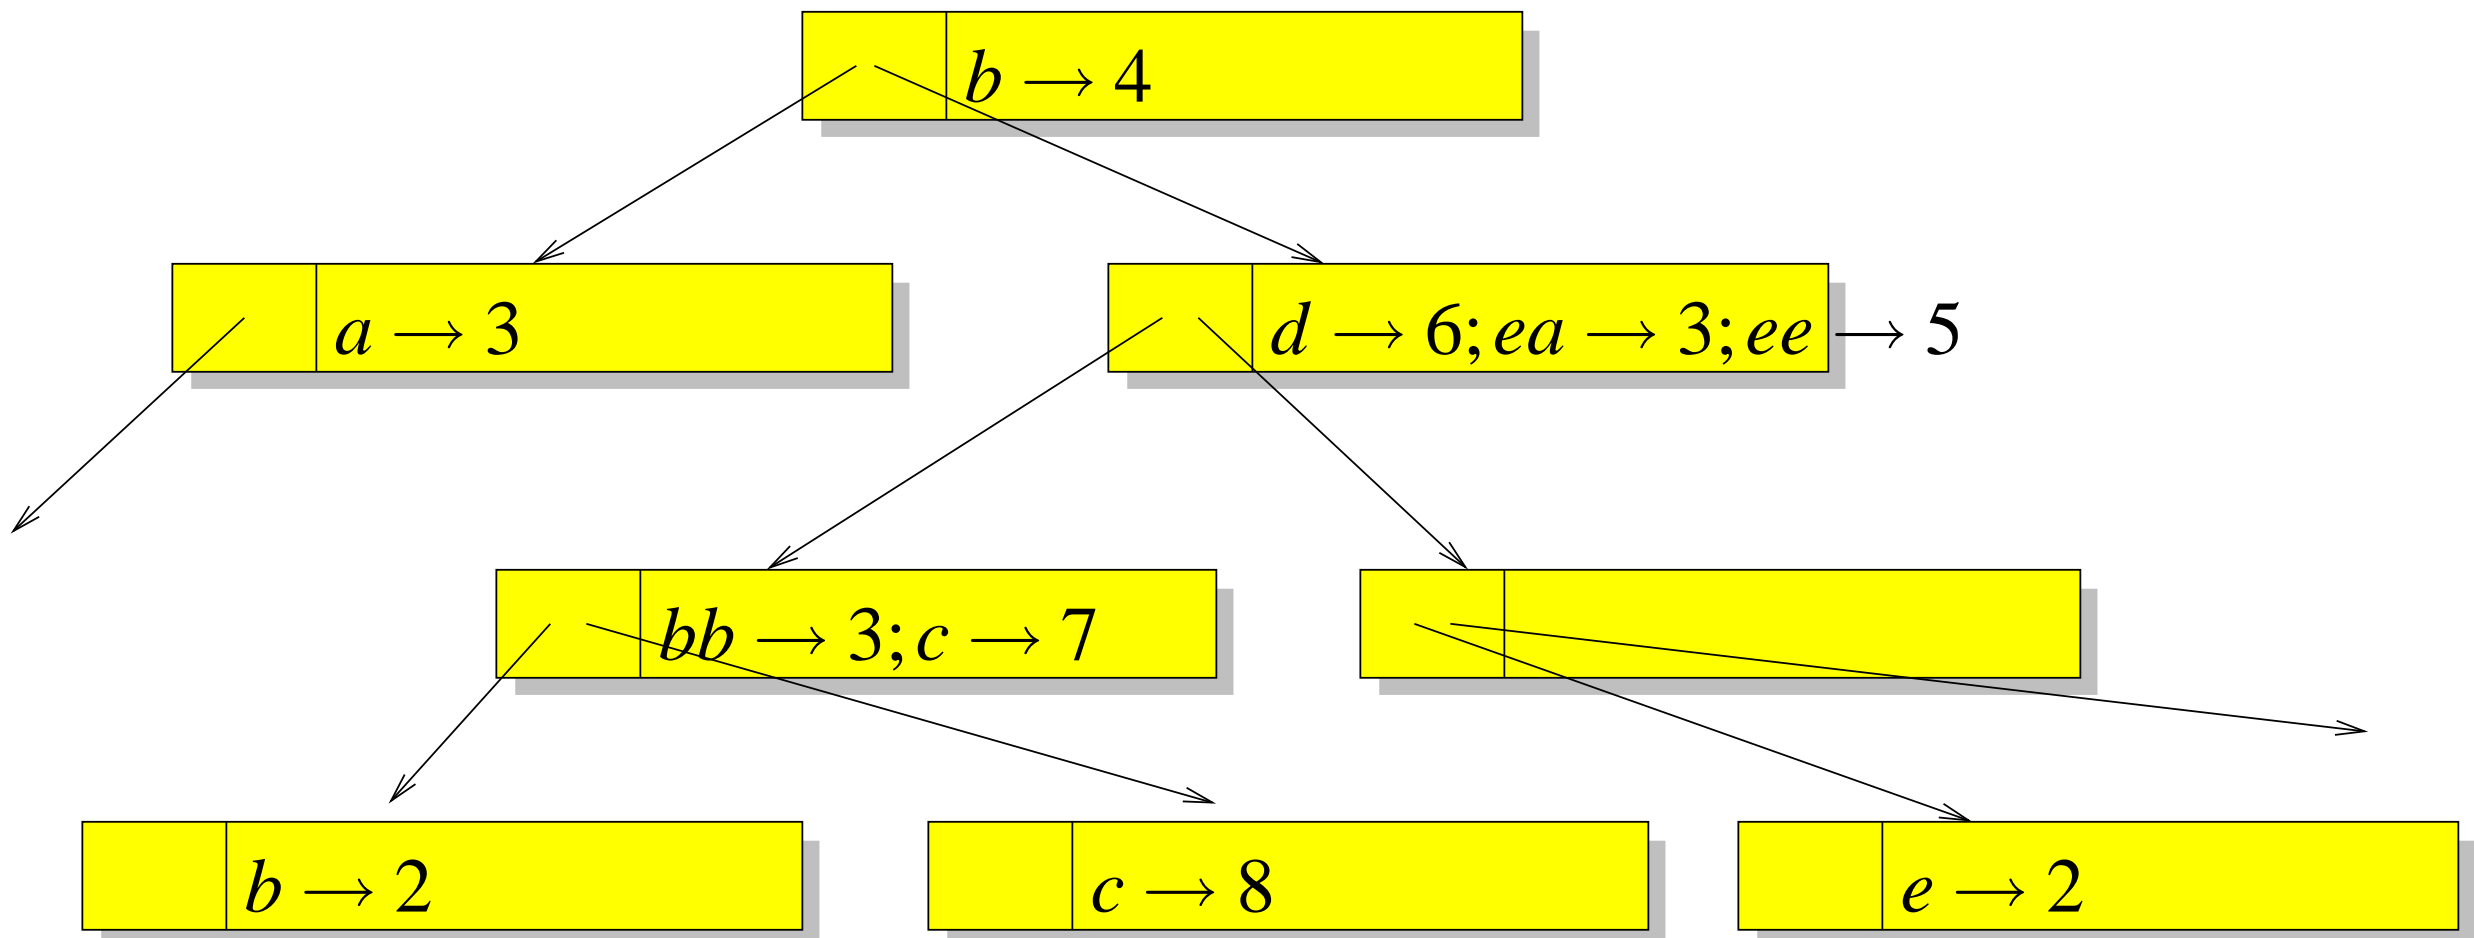 b → 4
a → 3
d → 6; ea → 3; ee → 5
bb → 3; c → 7
b → 2
c → 8
e → 2